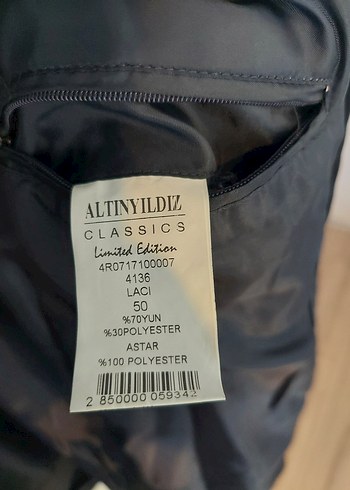 ALTINYILDIZ
CLASSICS
Limited Edition
4R0717100007
4136
LACI
50
%70YUN
%30POLYESTER
ASTAR
%100 POLYESTER
2 850000 059342